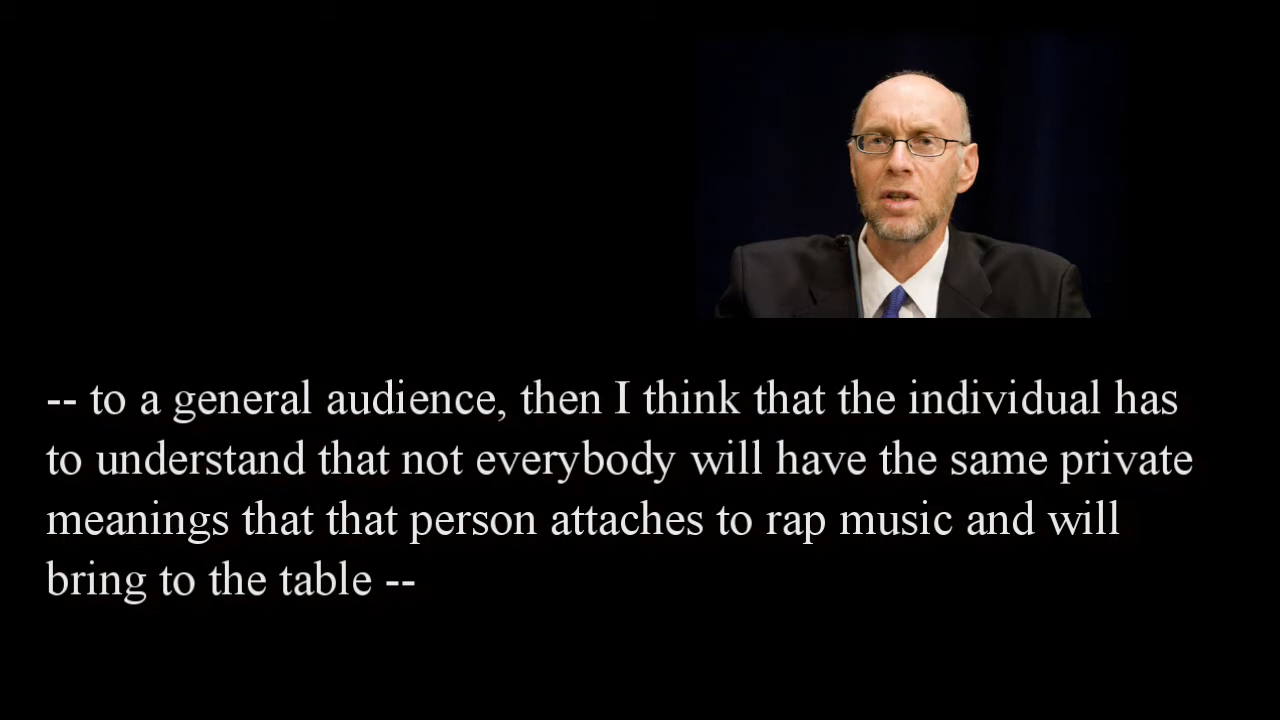 -- to a general audience, then I think that the individual has
to understand that not everybody will have the same private
meanings that that person attaches to rap music and will
bring to the table --